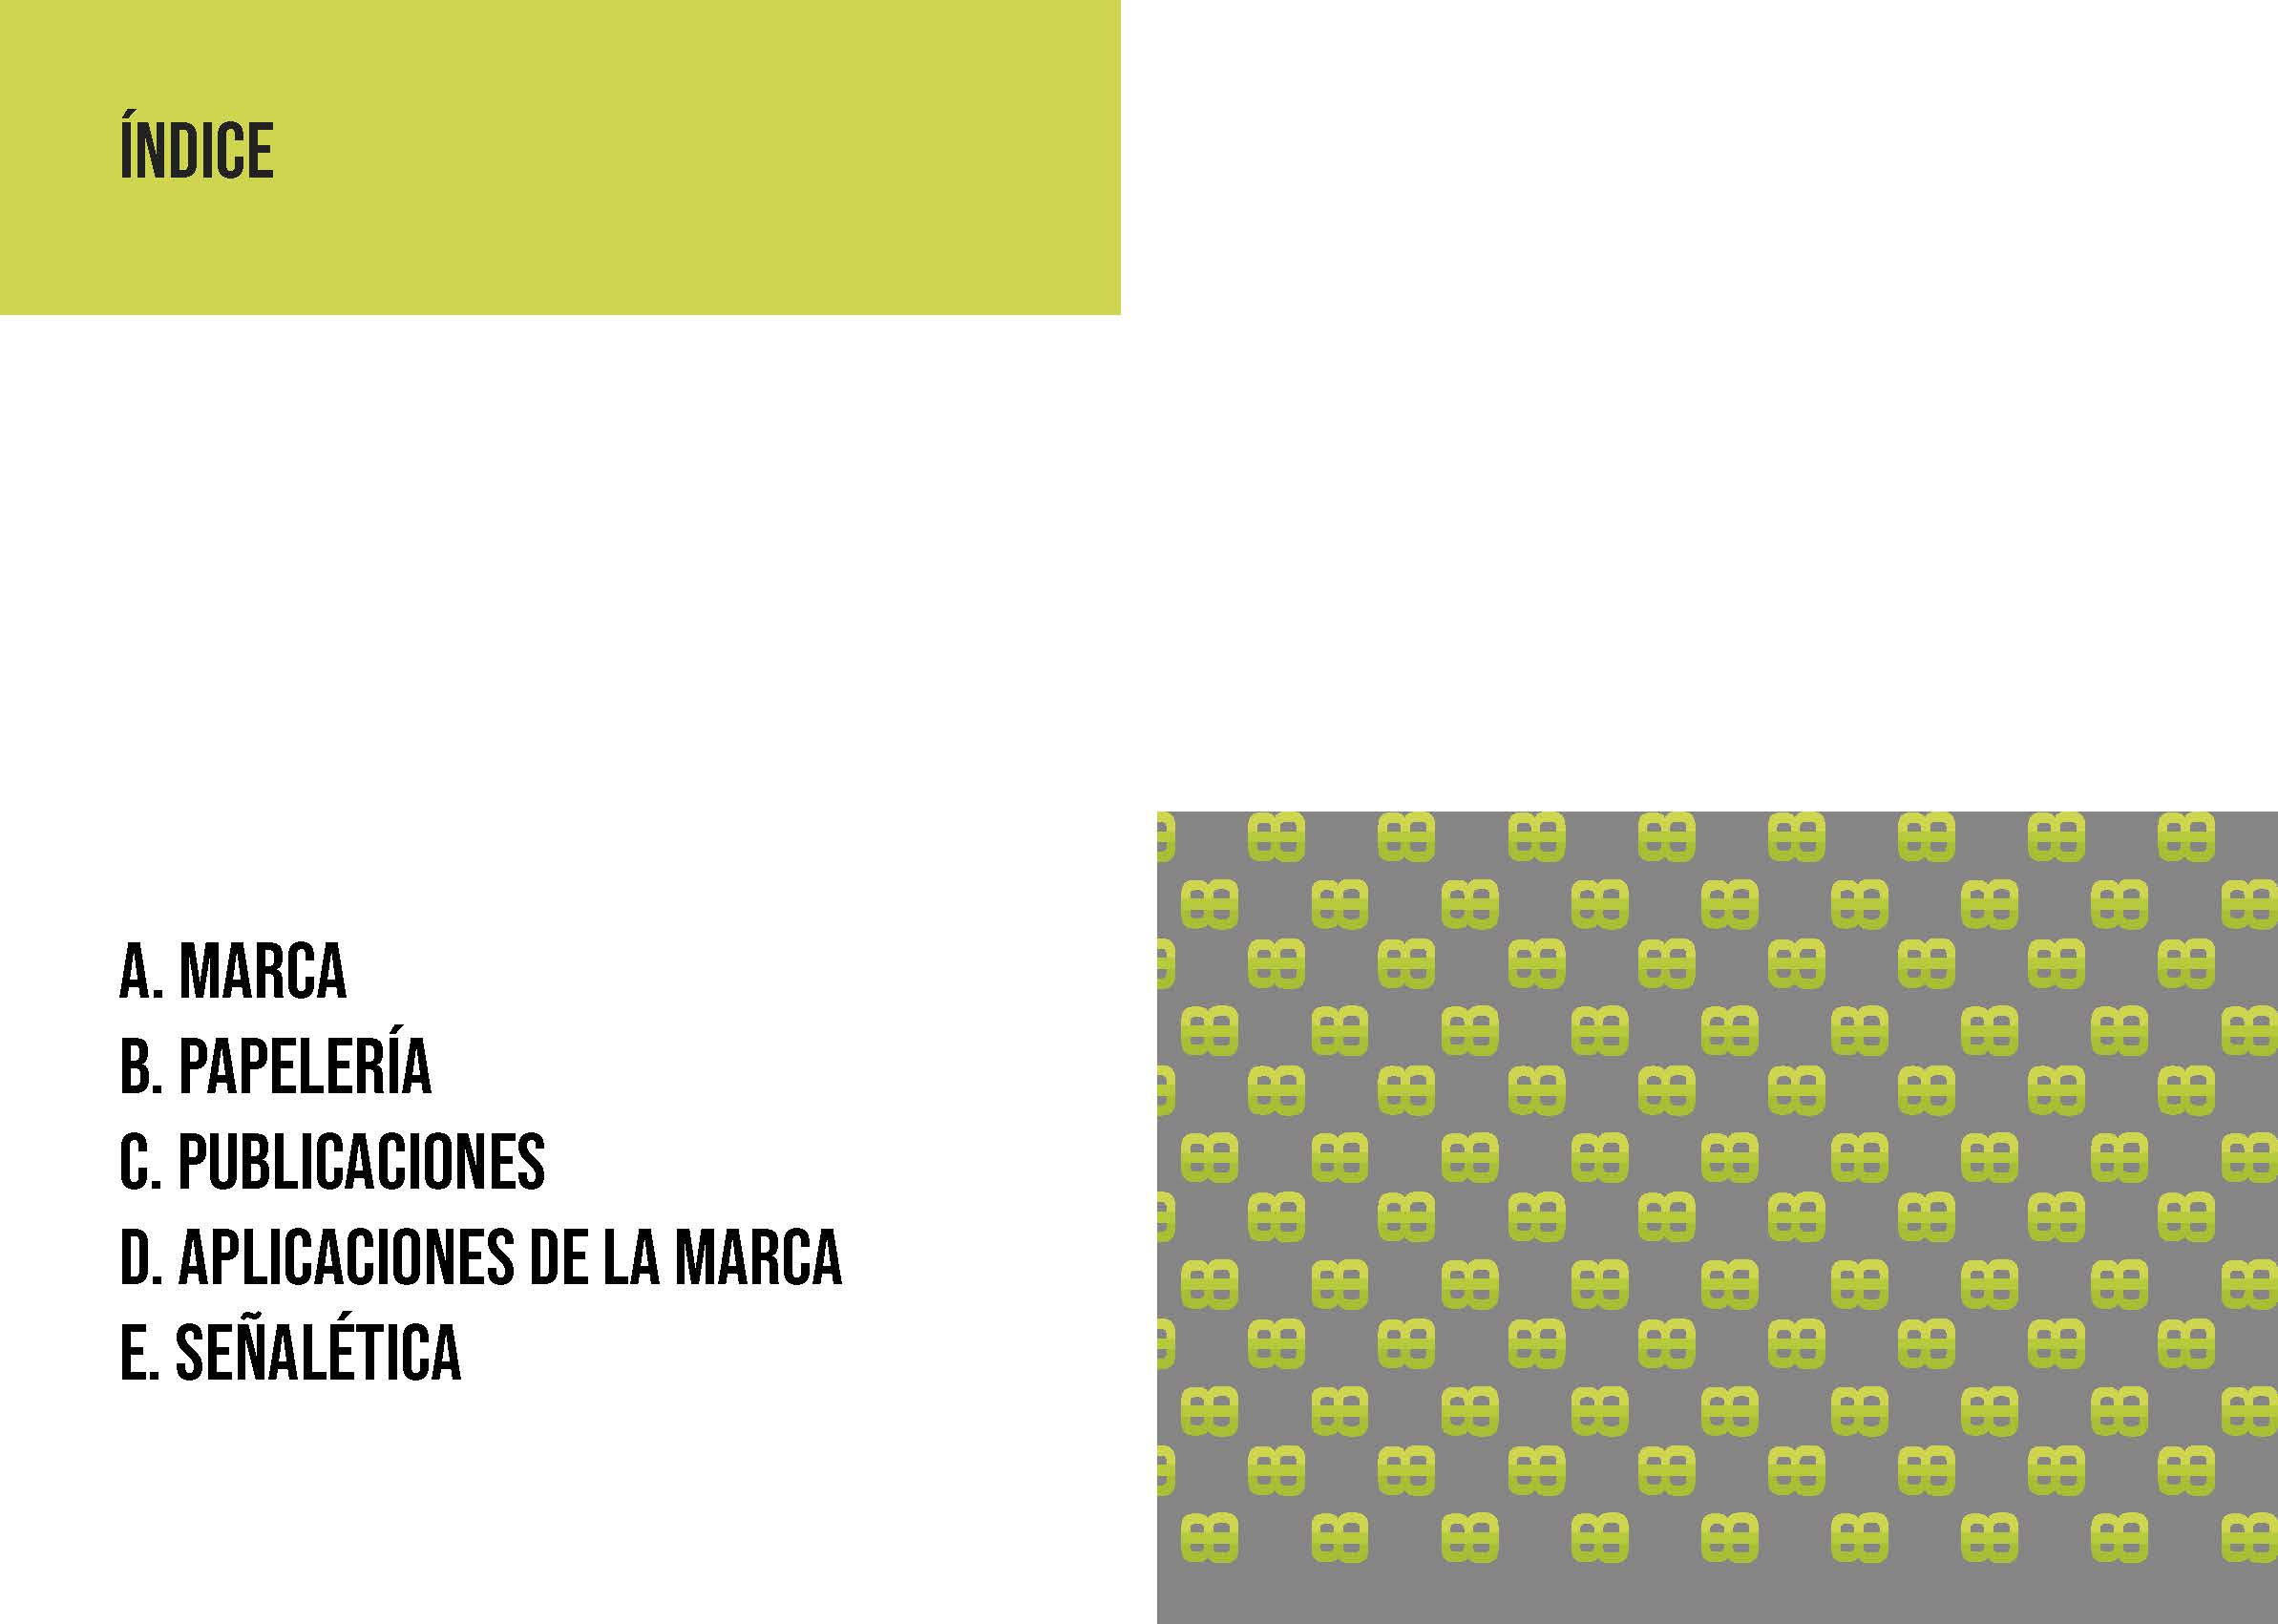 ÍNDICE
A. MARCA
B. PAPELERÍA
C. PUBLICACIONES
D. APLICACIONES DE LA MARCA
E. SEÑALÉTICA